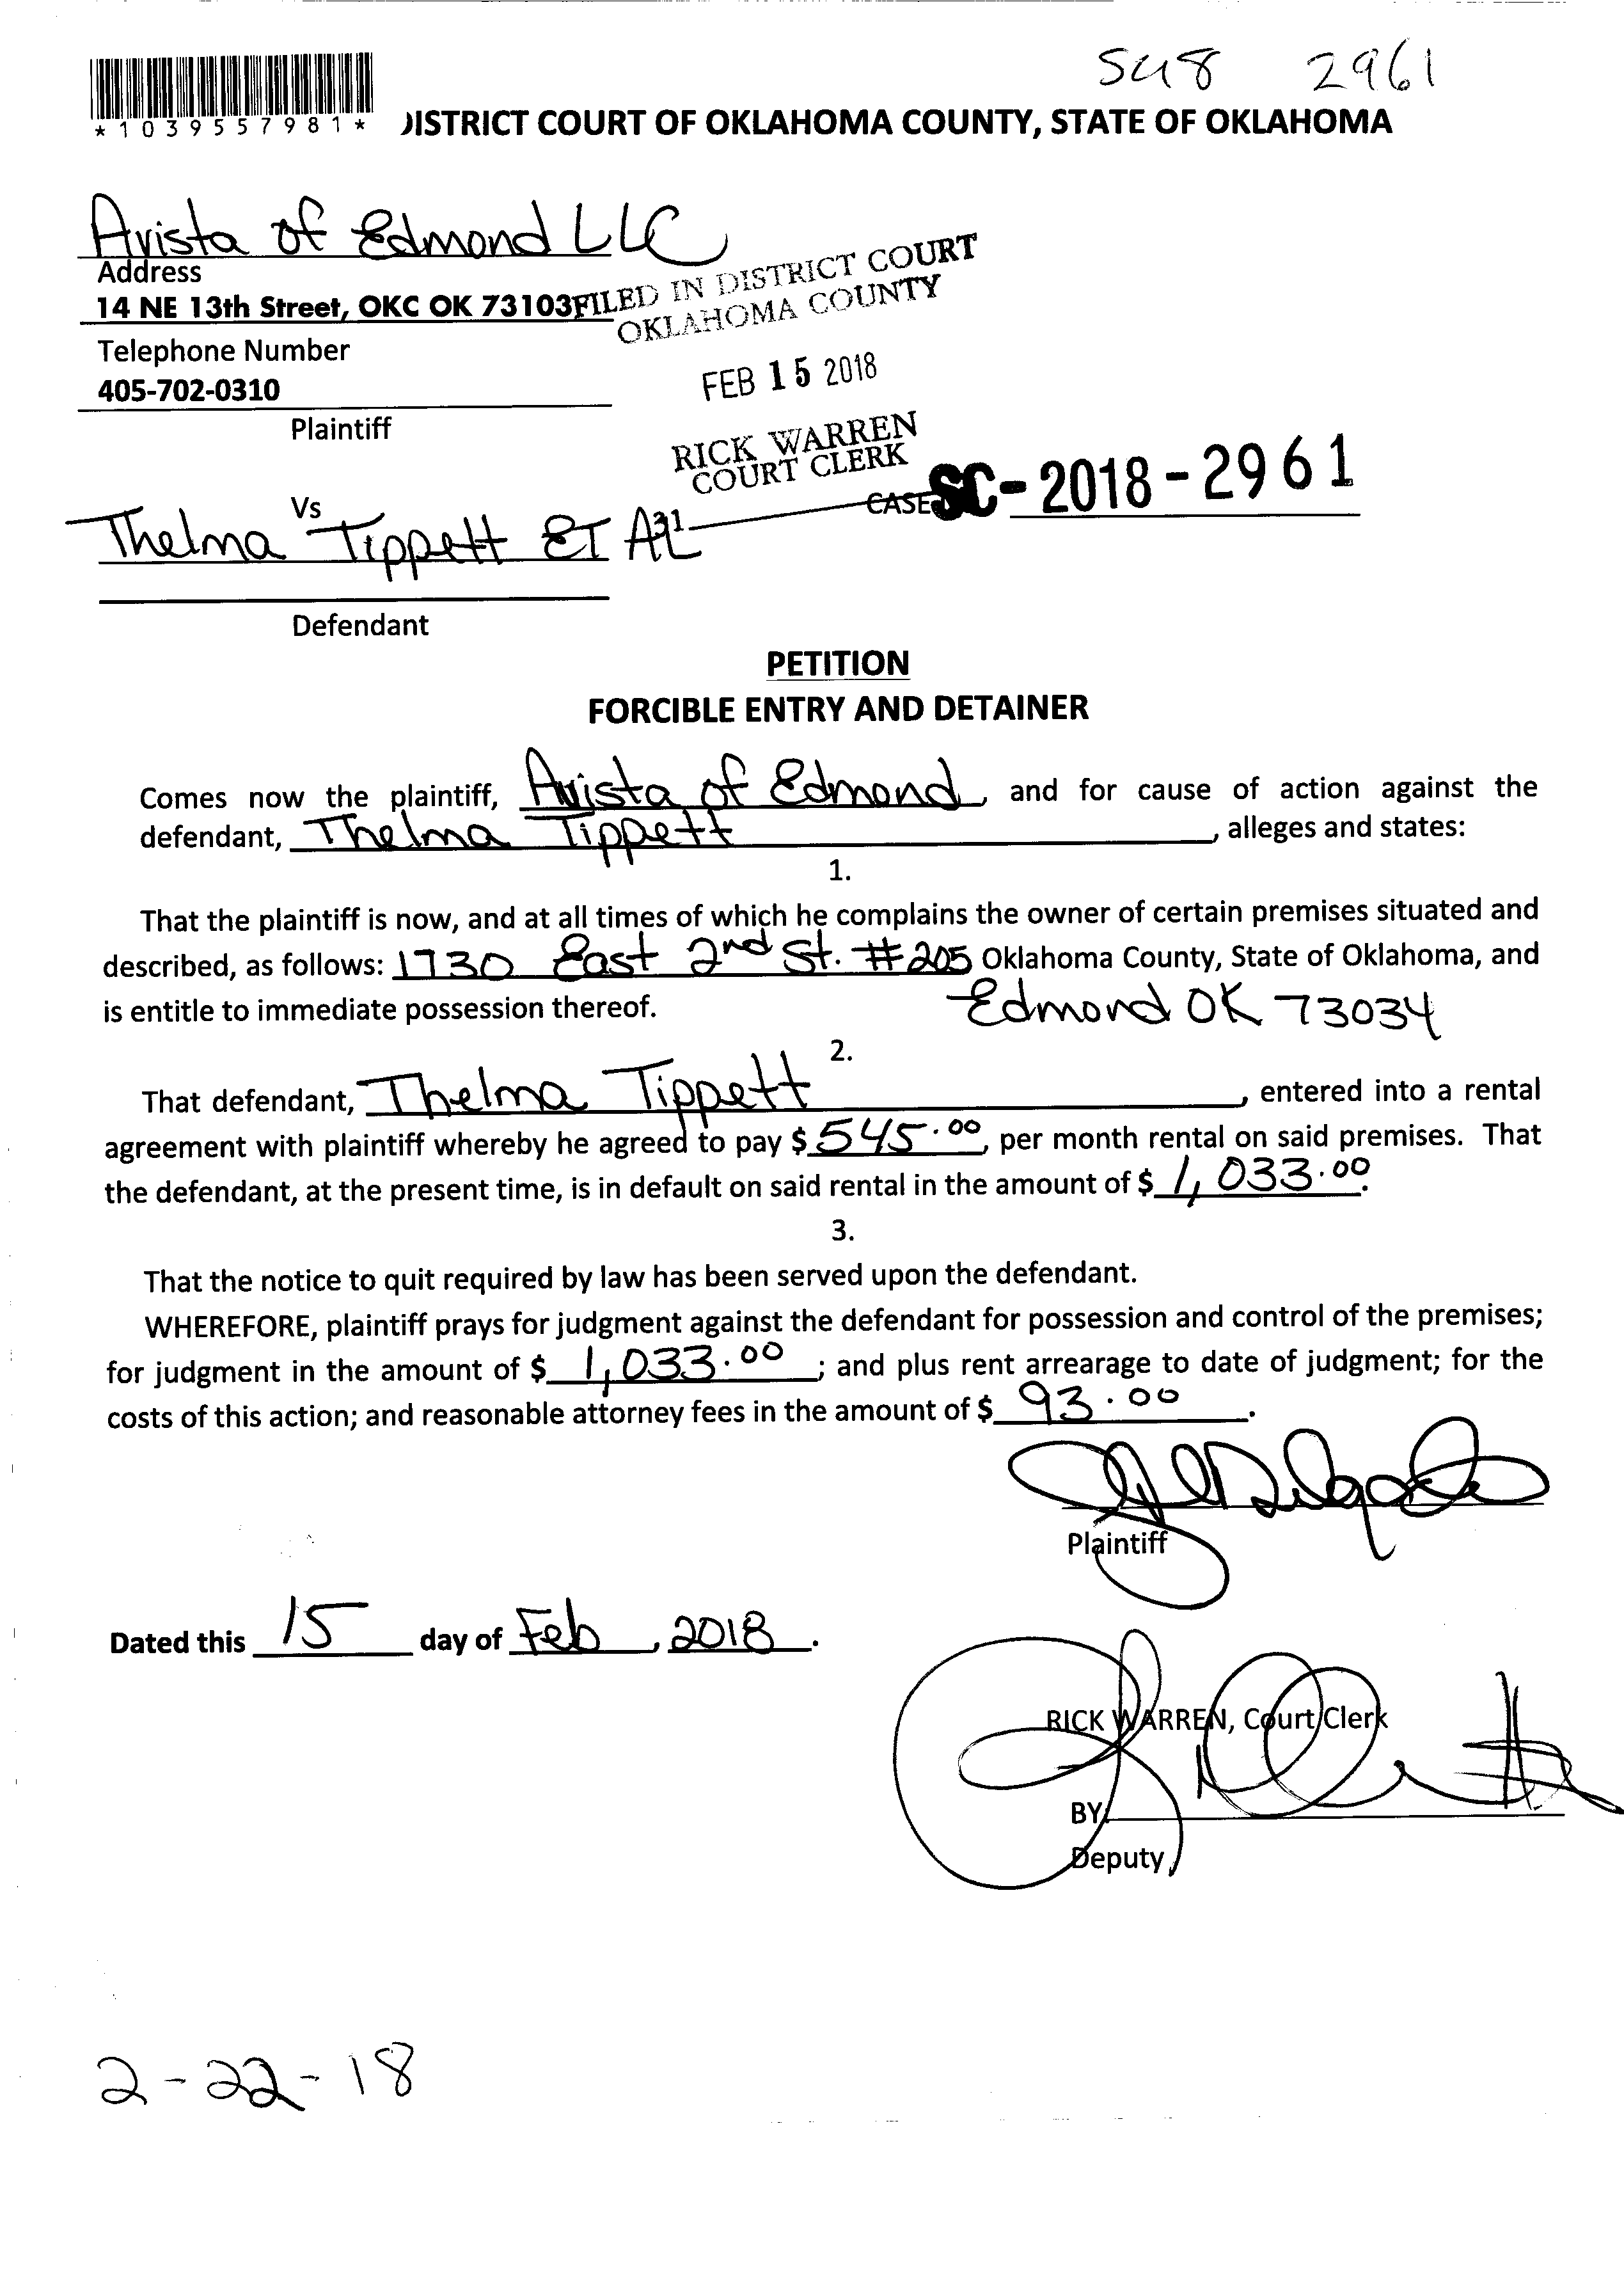 SC18 2961
*1039557981*
DISTRICT COURT OF OKLAHOMA COUNTY, STATE OF OKLAHOMA
Avista of Edmond LLC
Address
14 NE 13th Street, OKC OK 73103
FILED IN DISTRICT COURT
OKLAHOMA COUNTY
Telephone Number
405-702-0310
FEB 15 2018
Plaintiff
RICK WARREN
COURT CLERK
Vs
CASE SC-2018-2961
31
Thelma Tippett ET AL
Defendant
PETITION
FORCIBLE ENTRY AND DETAINER
Comes now the plaintiff, Avista of Edmond, and for cause of action against the
defendant, Thelma Tippett, alleges and states:
1.
That the plaintiff is now, and at all times of which he complains the owner of certain premises situated and
described, as follows: 1730 East 2nd St. #205 Oklahoma County, State of Oklahoma, and
is entitle to immediate possession thereof. Edmond OK 73034
2.
That defendant, Thelma Tippett, entered into a rental
agreement with plaintiff whereby he agreed to pay $ 545.00, per month rental on said premises. That
the defendant, at the present time, is in default on said rental in the amount of $ 1,033.00.
3.
That the notice to quit required by law has been served upon the defendant.
WHEREFORE, plaintiff prays for judgment against the defendant for possession and control of the premises;
for judgment in the amount of $ 1,033.00; and plus rent arrearage to date of judgment; for the
costs of this action; and reasonable attorney fees in the amount of $ 93.00.
Plaintiff
Dated this 15 day of Feb, 2018.
RICK WARREN, Court Clerk
BY:
Deputy
2-22-18